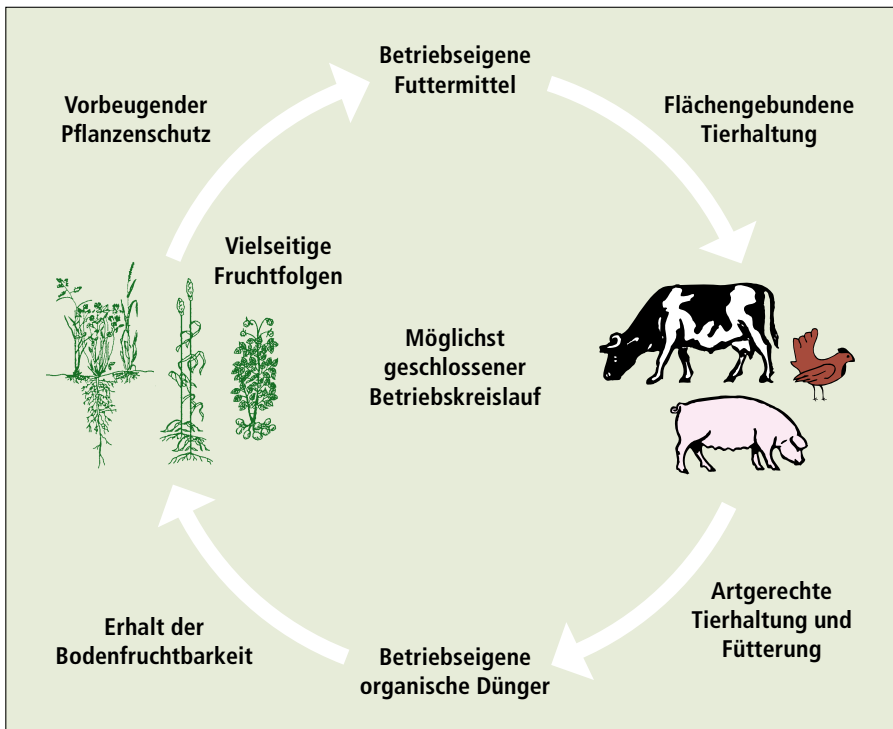 Betriebseigene
Futtermittel
Vorbeugender
Pflanzenschutz
Flächengebundene
Tierhaltung
Vielseitige
Fruchtfolgen
Möglichst
geschlossener
Betriebskreislauf
Artgerechte
Tierhaltung und
Fütterung
Erhalt der
Bodenfruchtbarkeit
Betriebseigene
organische Dünger